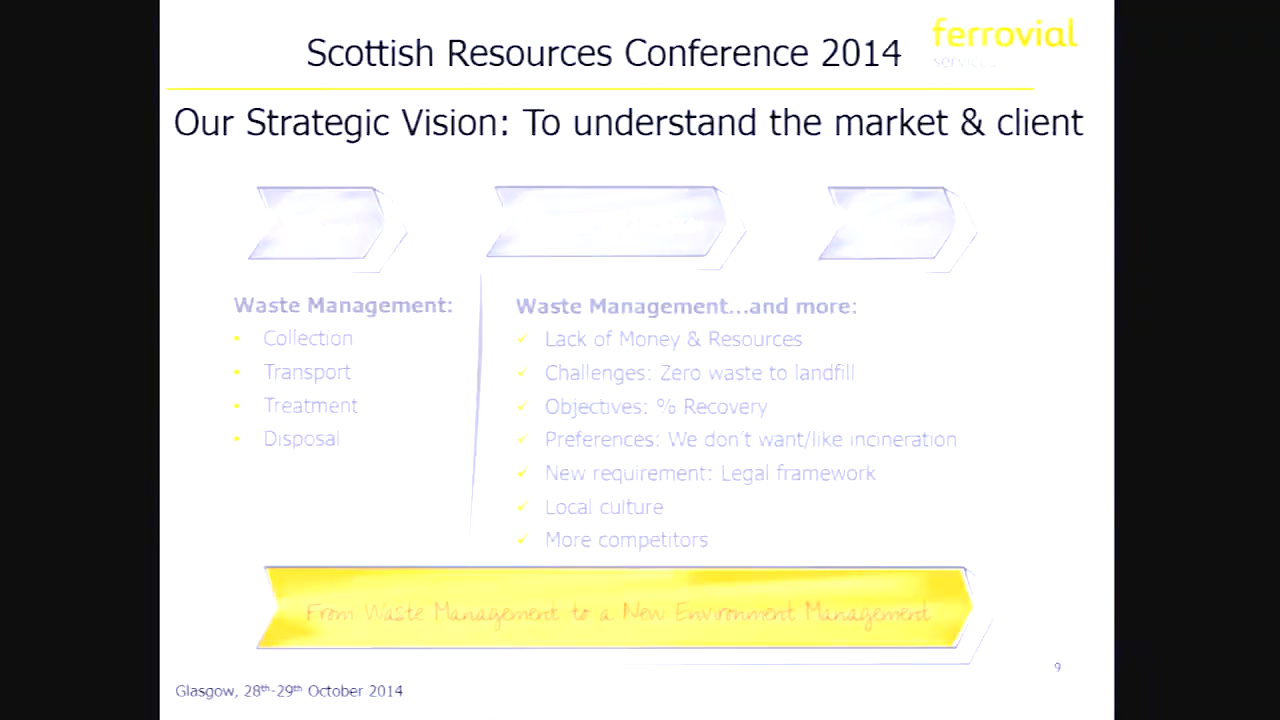 Scottish Resources Conference 2014
ferrovial
services
Our Strategic Vision: To understand the market & client
Waste Management:
• Collection
• Transport
• Treatment
• Disposal
Waste Management...and more:
✓ Lack of Money & Resources
✓ Challenges: Zero waste to landfill
✓ Objectives: % Recovery
✓ Preferences: We don´t want/like incineration
✓ New requirement: Legal framework
✓ Local culture
✓ More competitors
From Waste Management to a New Environment Management
9
Glasgow, 28th-29th October 2014